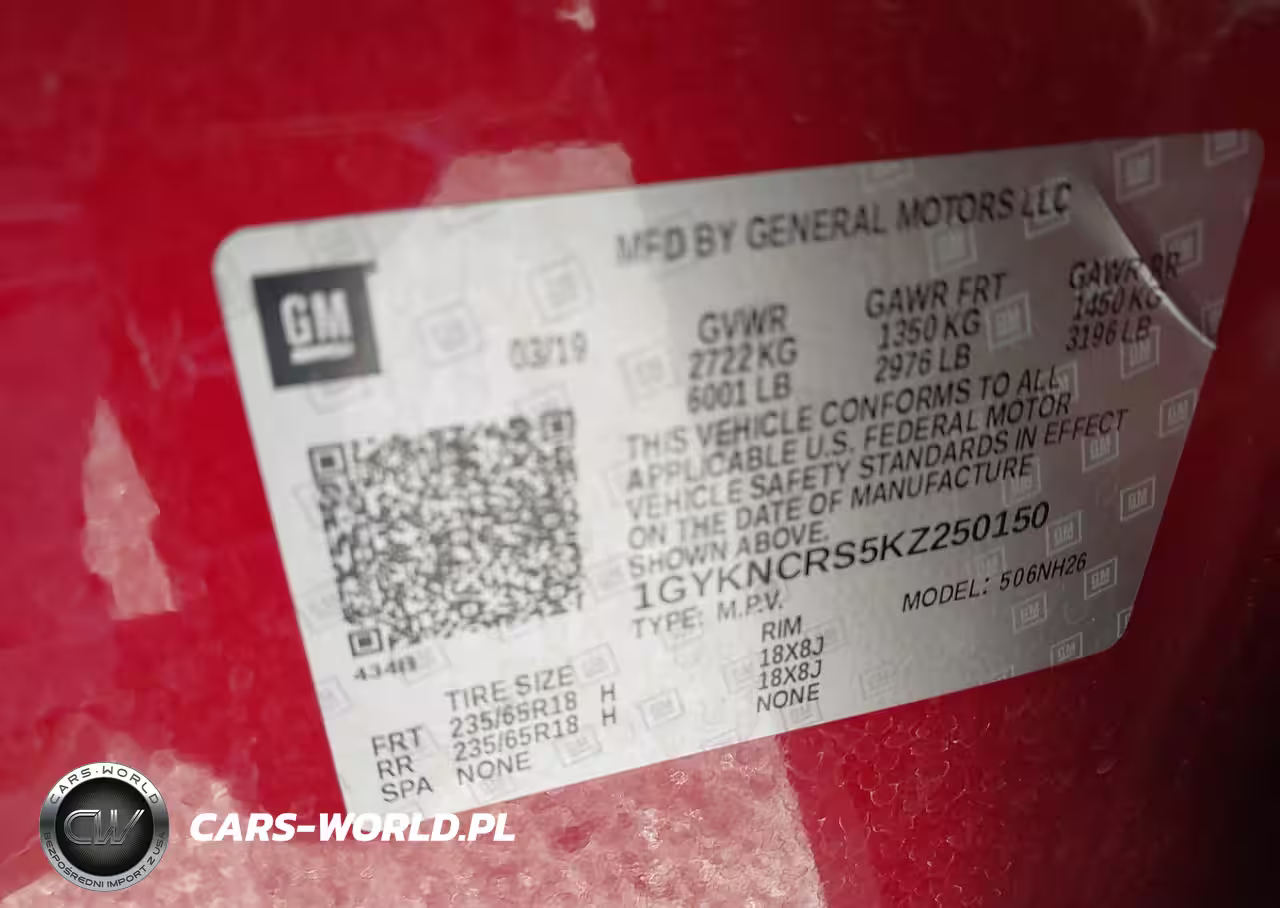 MFD BY GENERAL MOTORS LLC
GM
03/19
GVWR GAWR FRT GAWR RR
2722 KG 1350 KG 1450 KG
6001 LB 2976 LB 3196 LB
THIS VEHICLE CONFORMS TO ALL
APPLICABLE U.S. FEDERAL MOTOR
VEHICLE SAFETY STANDARDS IN EFFECT
ON THE DATE OF MANUFACTURE
SHOWN ABOVE.
1GYKNCRS5KZ250150
TYPE: M.P.V. MODEL: 506NH26
434B
TIRE SIZE RIM
FRT 235/65R18 H 18X8J
RR 235/65R18 H 18X8J
SPA NONE NONE
CARS-WORLD
CW
BEZPOŚREDNI IMPORT Z USA
CARS-WORLD.PL